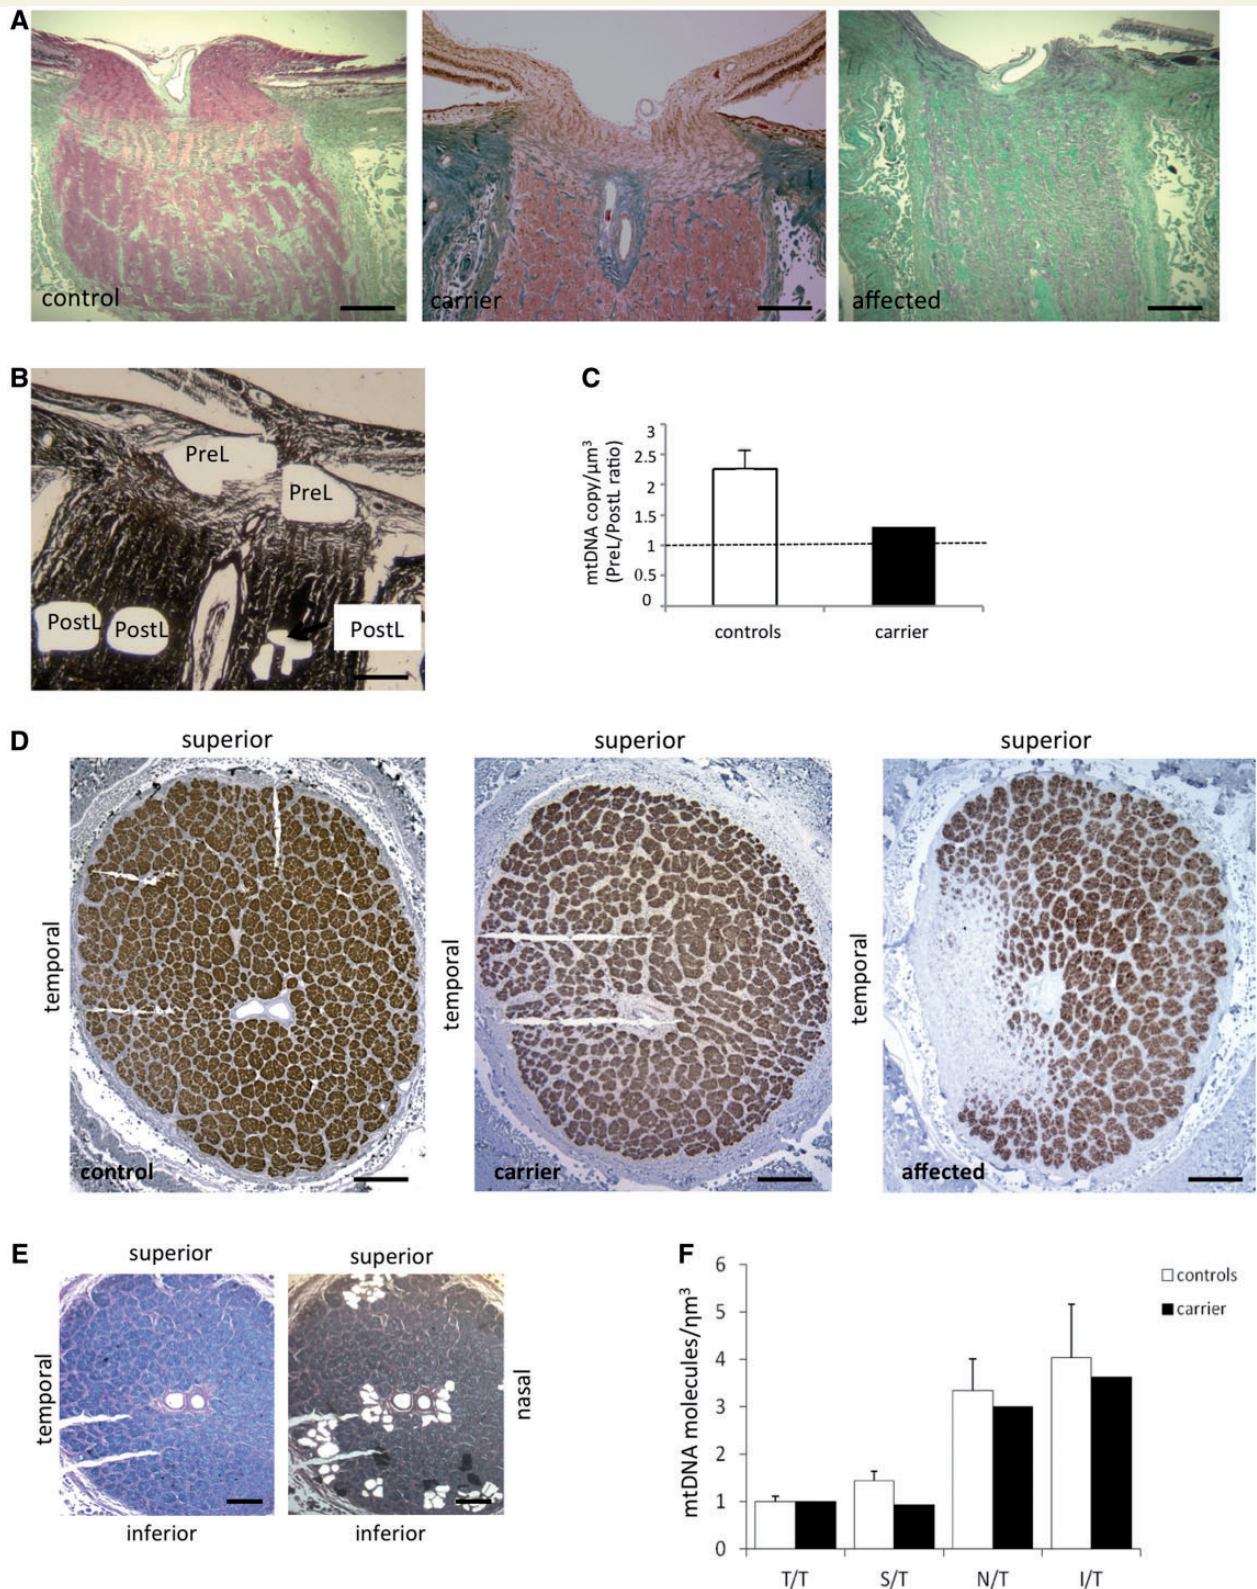 A
control
carrier
affected
B
PreL
PreL
PostL
PostL
PostL
C
mtDNA copy/µm³
(PreL/PostL ratio)
3
2.5
2
1.5
1
0.5
0
controls
carrier
D
superior
superior
superior
temporal
temporal
temporal
control
carrier
affected
E
superior
superior
temporal
nasal
inferior
inferior
F
mtDNA molecules/ηm³
6
5
4
3
2
1
0
controls
carrier
T/T
S/T
N/T
I/T